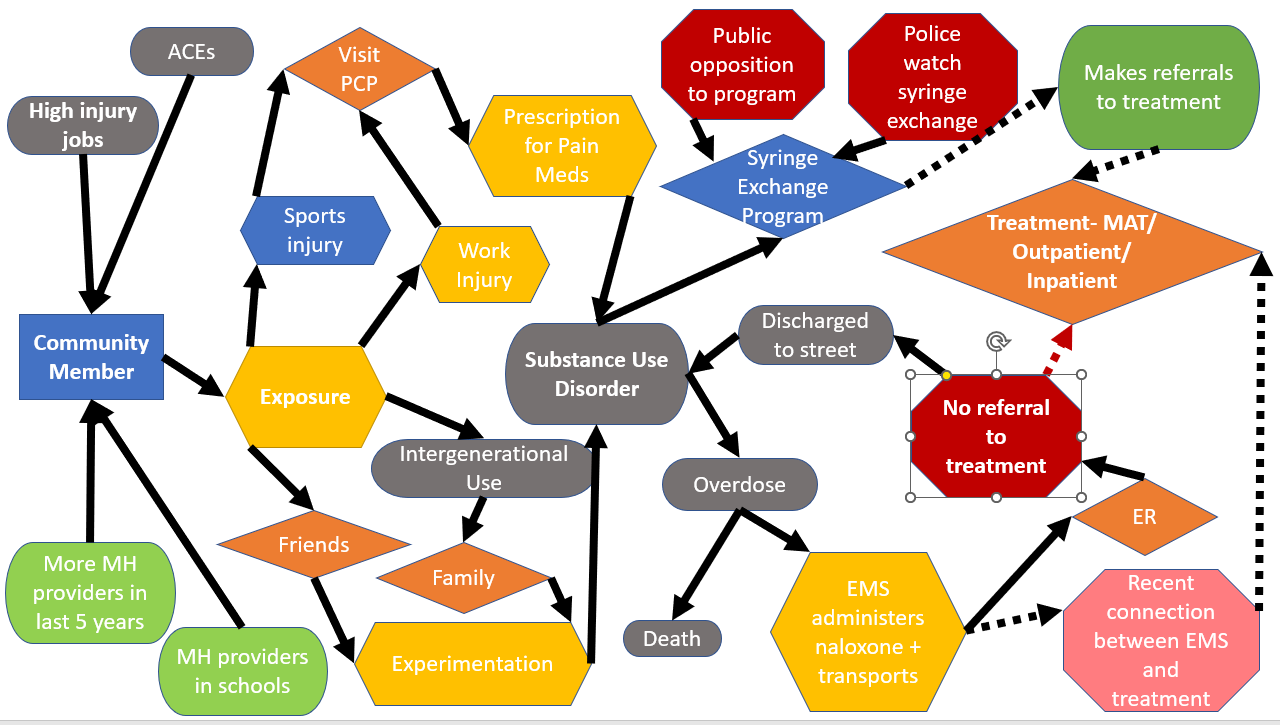 ACEs
High injury
jobs
Visit
PCP
Prescription
for Pain
Meds
Public
opposition
to program
Police
watch
syringe
exchange
Makes referrals
to treatment
Syringe
Exchange
Program
Sports
injury
Work
Injury
Treatment- MAT/
Outpatient/
Inpatient
Community
Member
Exposure
Substance Use
Disorder
Discharged
to street
No referral
to
treatment
Intergenerational
Use
Overdose
ER
Friends
Family
More MH
providers in
last 5 years
MH providers
in schools
Experimentation
Death
EMS
administers
naloxone +
transports
Recent
connection
between EMS
and
treatment